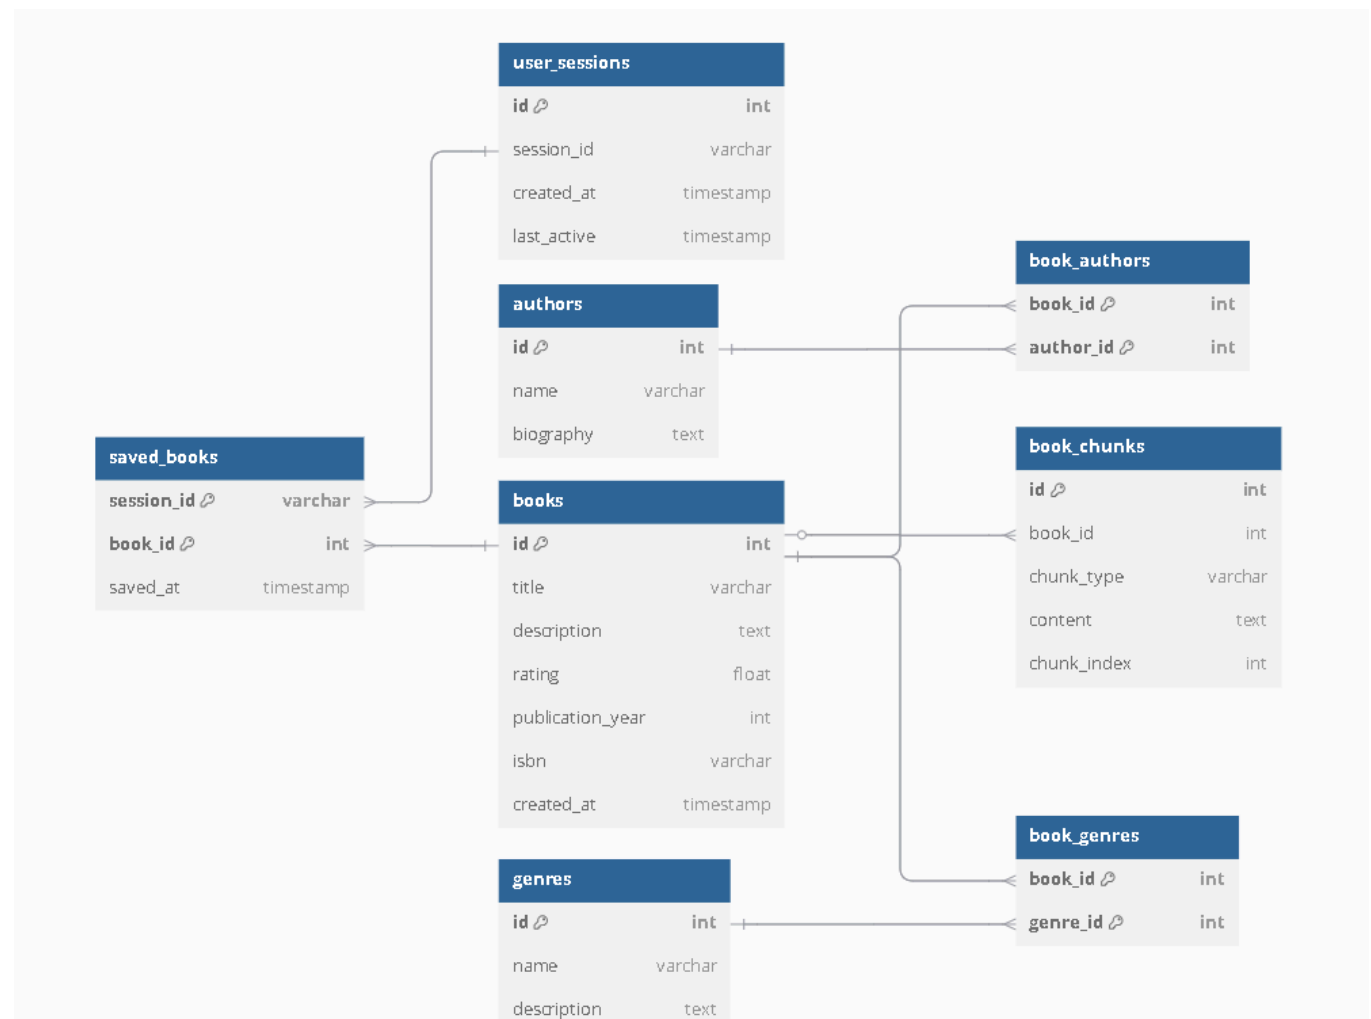 user_sessions
id int
session_id varchar
created_at timestamp
last_active timestamp
authors
id int
name varchar
biography text
saved_books
session_id varchar
book_id int
saved_at timestamp
books
id int
title varchar
description text
rating float
publication_year int
isbn varchar
created_at timestamp
genres
id int
name varchar
description text
book_authors
book_id int
author_id int
book_chunks
id int
book_id int
chunk_type varchar
content text
chunk_index int
book_genres
book_id int
genre_id int